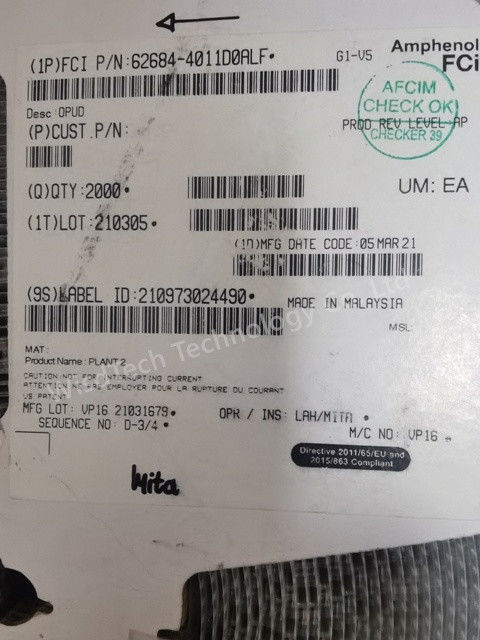 (1P)FCI P/N:62684-4011D0ALF•
G1-V5
Amphenol
FCi
AFCIM
CHECK OK
CHECKER 39
Desc :OPUD
PROD REV LEVEL:AP
(P)CUST.P/N:
(Q)QTY:2000•
UM: EA
(1T)LOT:210305•
(1D)MFG DATE CODE:05 MAR 21
(9S)LABEL ID:210973024490•
MADE IN MALAYSIA
MSL:
MAT:
Product Name : PLANT 2
CAUTION NOT FOR INTERRUPTING CURRENT
ATTENTION NE PAS EMPLOYER POUR LA RUPTURE DU COURANT
US PATENT
MFG LOT: VP16 21031679•
OPR / INS: LAH/MITA •
SEQUENCE NO: D-3/4•
M/C NO: VP16 •
Directive 2011/65/EU and
2015/863 Compliant
Mita